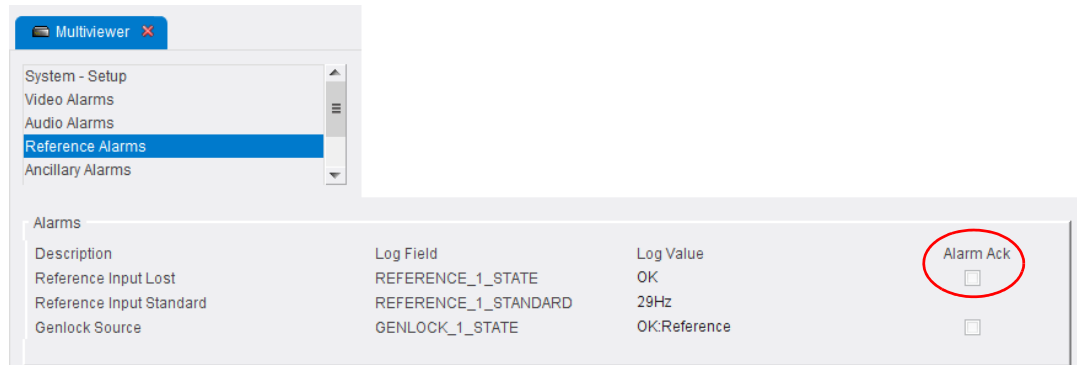 Multiviewer
System - Setup
Video Alarms
Audio Alarms
Reference Alarms
Ancillary Alarms
Alarms
Description Log Field Log Value Alarm Ack
Reference Input Lost REFERENCE_1_STATE OK
Reference Input Standard REFERENCE_1_STANDARD 29Hz
Genlock Source GENLOCK_1_STATE OK:Reference